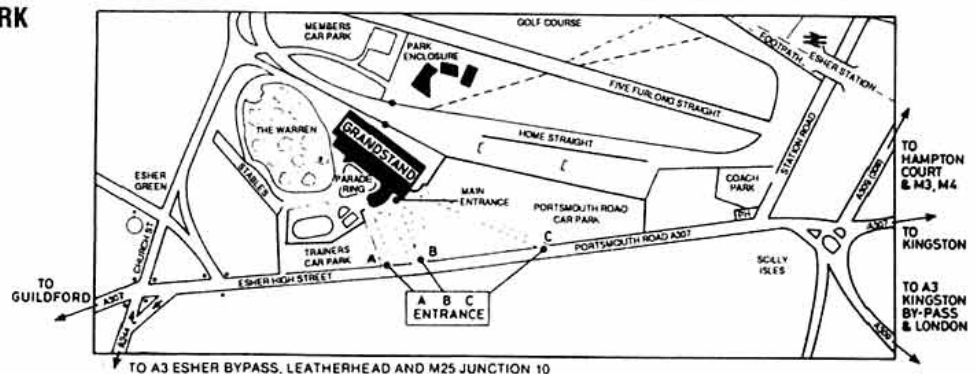 RK
MEMBERS
CAR PARK
PARK
ENCLOSURE
GOLF COURSE
FOOTPATH
ESHER STATION
FIVE FURLONG STRAIGHT
HOME STRAIGHT
STATION ROAD
THE WARREN
GRANDSTAND
STABLES
PARADE
RING
MAIN
ENTRANCE
ESHER
GREEN
CHURCH ST
COACH
PARK
PH
PORTSMOUTH ROAD
CAR PARK
TRAINERS
CAR PARK
A
B
C
PORTSMOUTH ROAD A307
ESHER HIGH STREET
SCILLY
ISLES
A B C
ENTRANCE
TO
GUILDFORD
A307
B244
TO
HAMPTON
COURT
& M3, M4
A307
TO
KINGSTON
TO A3
KINGSTON
BY-PASS
& LONDON
A309
TO A3 ESHER BYPASS, LEATHERHEAD AND M25 JUNCTION 10